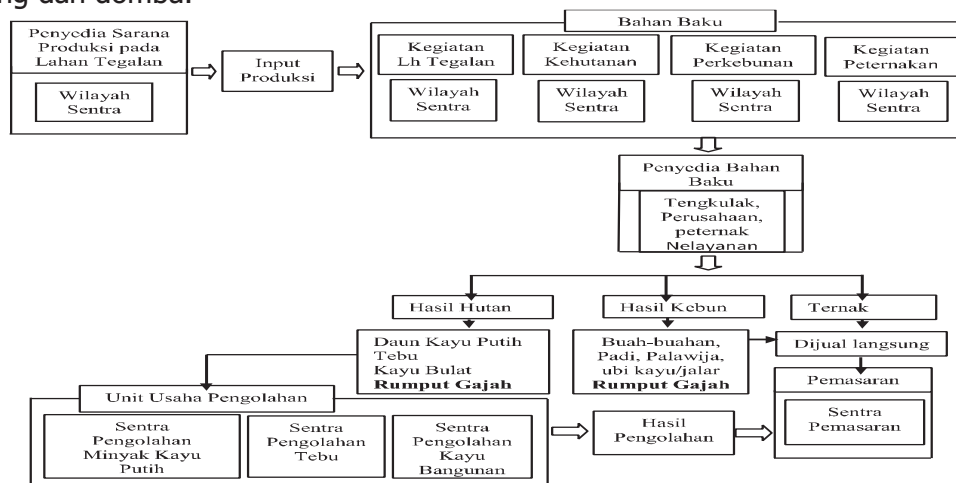 ng dan domba.
Penyedia Sarana
Produksi pada
Lahan Tegalan
Wilayah
Sentra
Input
Produksi
Bahan Baku
Kegiatan
Lh Tegalan
Wilayah
Sentra
Kegiatan
Kehutanan
Wilayah
Sentra
Kegiatan
Perkebunan
Wilayah
Sentra
Kegiatan
Peternakan
Wilayah
Sentra
Penyedia Bahan
Baku
Tengkulak,
Perusahaan,
peternak
Nelayanan
Hasil Hutan
Hasil Kebun
Ternak
Daun Kayu Putih
Tebu
Kayu Bulat
Rumput Gajah
Buah-buahan,
Padi, Palawija,
ubi kayu/jalar
Rumput Gajah
Dijual langsung
Pemasaran
Sentra
Pemasaran
Unit Usaha Pengolahan
Sentra
Pengolahan
Minyak Kayu
Putih
Sentra
Pengolahan
Tebu
Sentra
Pengolahan
Kayu
Bangunan
Hasil
Pengolahan